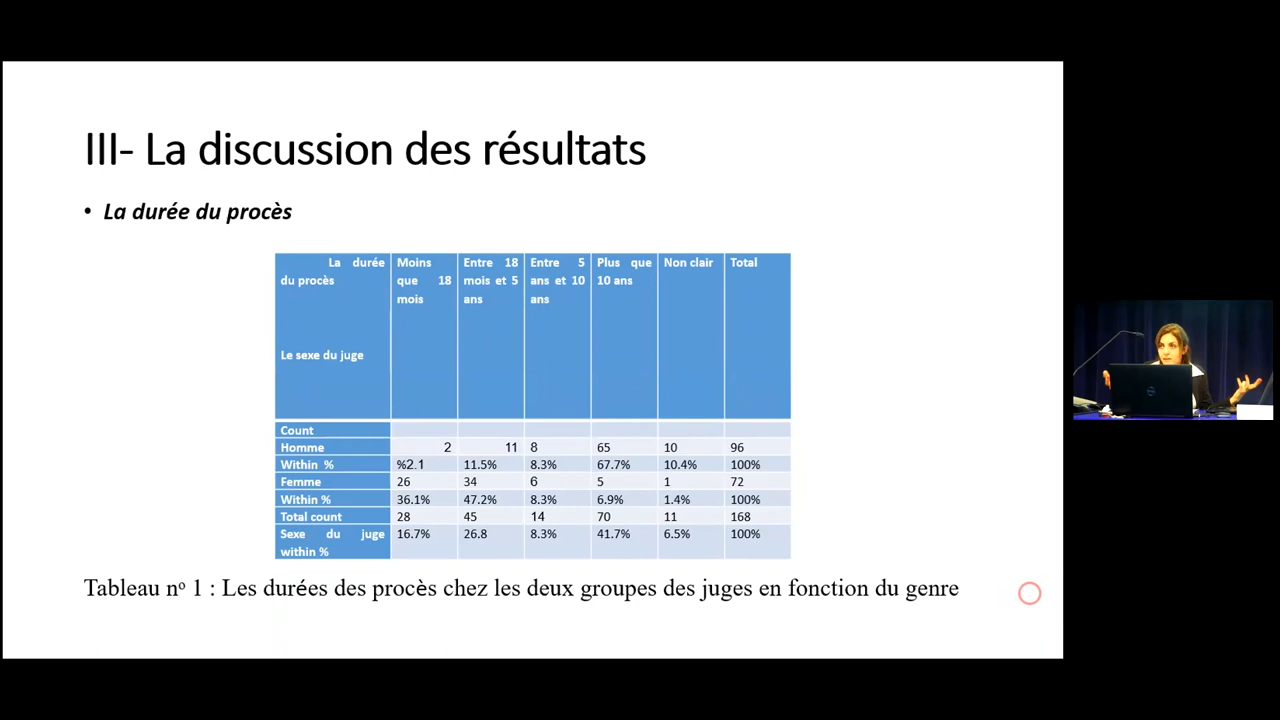 III- La discussion des résultats
• La durée du procès
La durée du procès Moins que 18 mois Entre 18 mois et 5 ans Entre 5 ans et 10 ans Plus que 10 ans Non clair Total
Le sexe du juge
Count
Homme 2 11 8 65 10 96
Within % %2.1 11.5% 8.3% 67.7% 10.4% 100%
Femme 26 34 6 5 1 72
Within % 36.1% 47.2% 8.3% 6.9% 1.4% 100%
Total count 28 45 14 70 11 168
Sexe du juge within % 16.7% 26.8 8.3% 41.7% 6.5% 100%
Tableau nº 1 : Les durées des procès chez les deux groupes des juges en fonction du genre